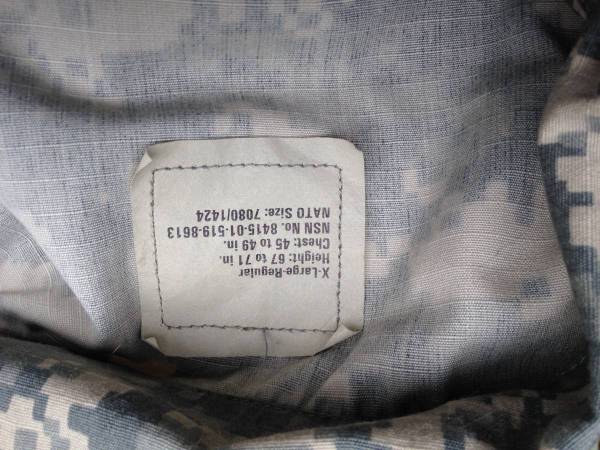 X-Large-Regular
Height: 67 to 71 in.
Chest: 45 to 49 in.
NSN No. 8415-01-519-8613
NATO Size: 7080/1424